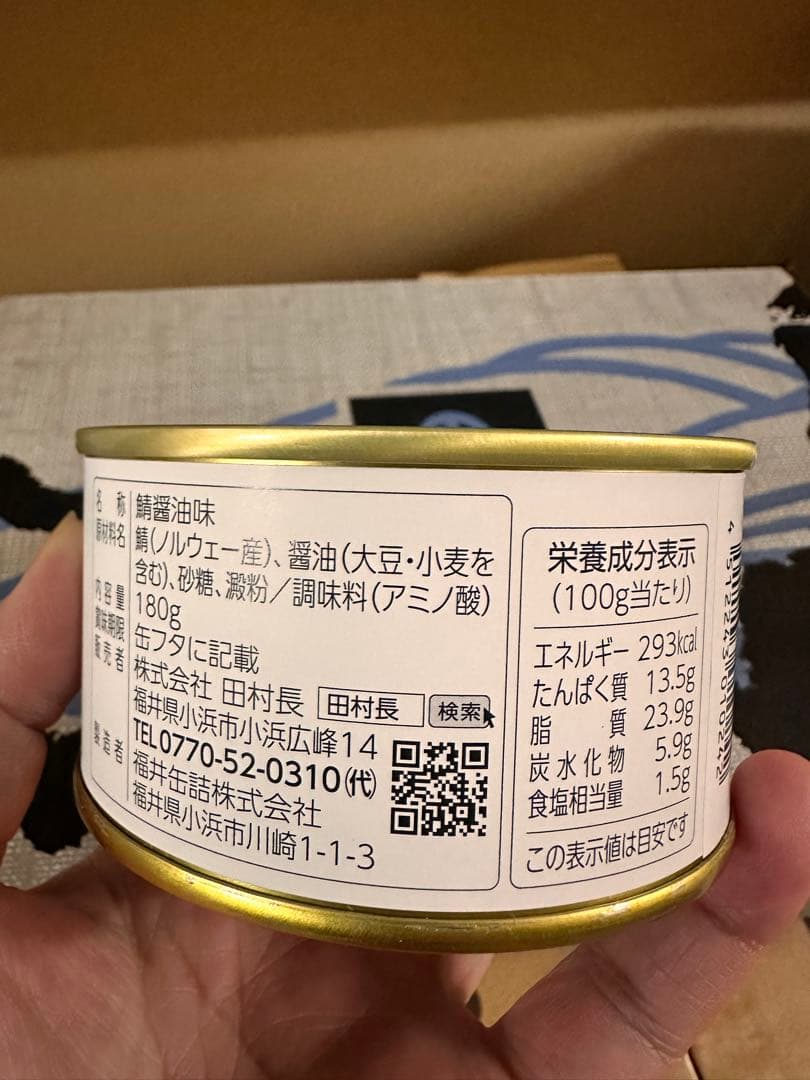 名称 鯖醤油味
原材料名 鯖(ノルウェー産)、醤油(大豆・小麦を
含む)、砂糖、澱粉／調味料(アミノ酸)
内容量 180g
賞味期限 缶フタに記載
販売者 株式会社 田村長 田村長 検索
福井県小浜市小浜広峰14
TEL0770-52-0310(代)
製造者 福井缶詰株式会社
福井県小浜市川崎1-1-3
栄養成分表示
(100g当たり)
エネルギー 293kcal
たんぱく質 13.5g
脂質 23.9g
炭水化物 5.9g
食塩相当量 1.5g
この表示値は目安です